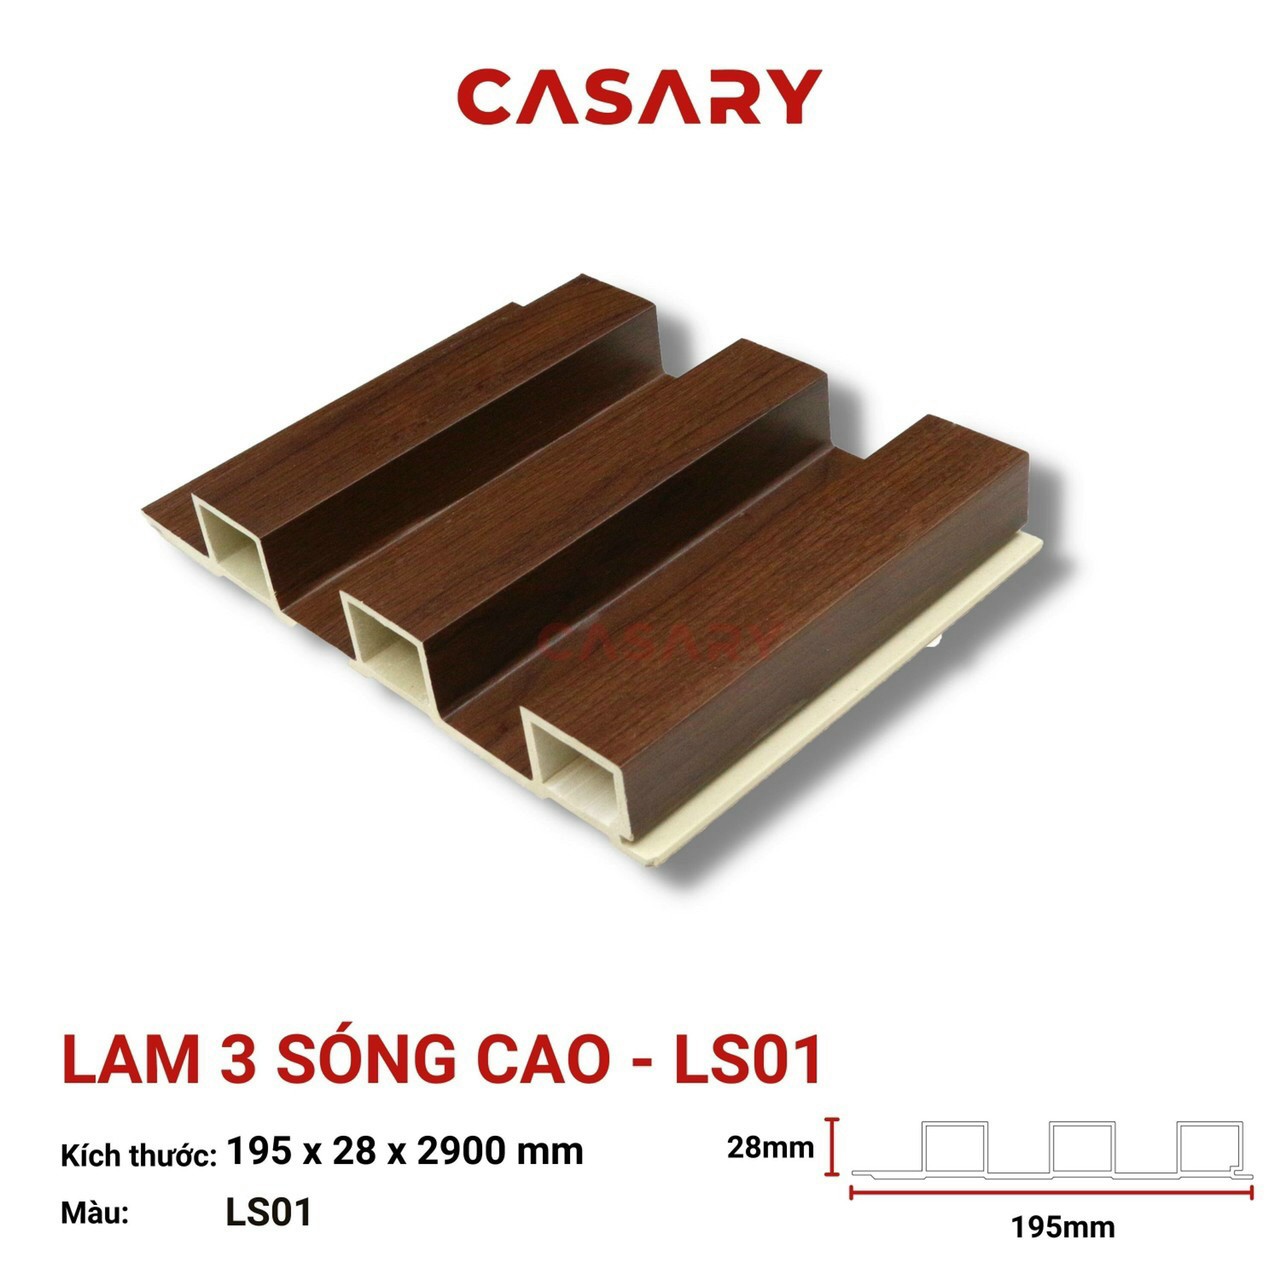 CASARY
CASARY
LAM 3 SÓNG CAO - LS01
Kích thước: 195 x 28 x 2900 mm
Màu: LS01
28mm
195mm